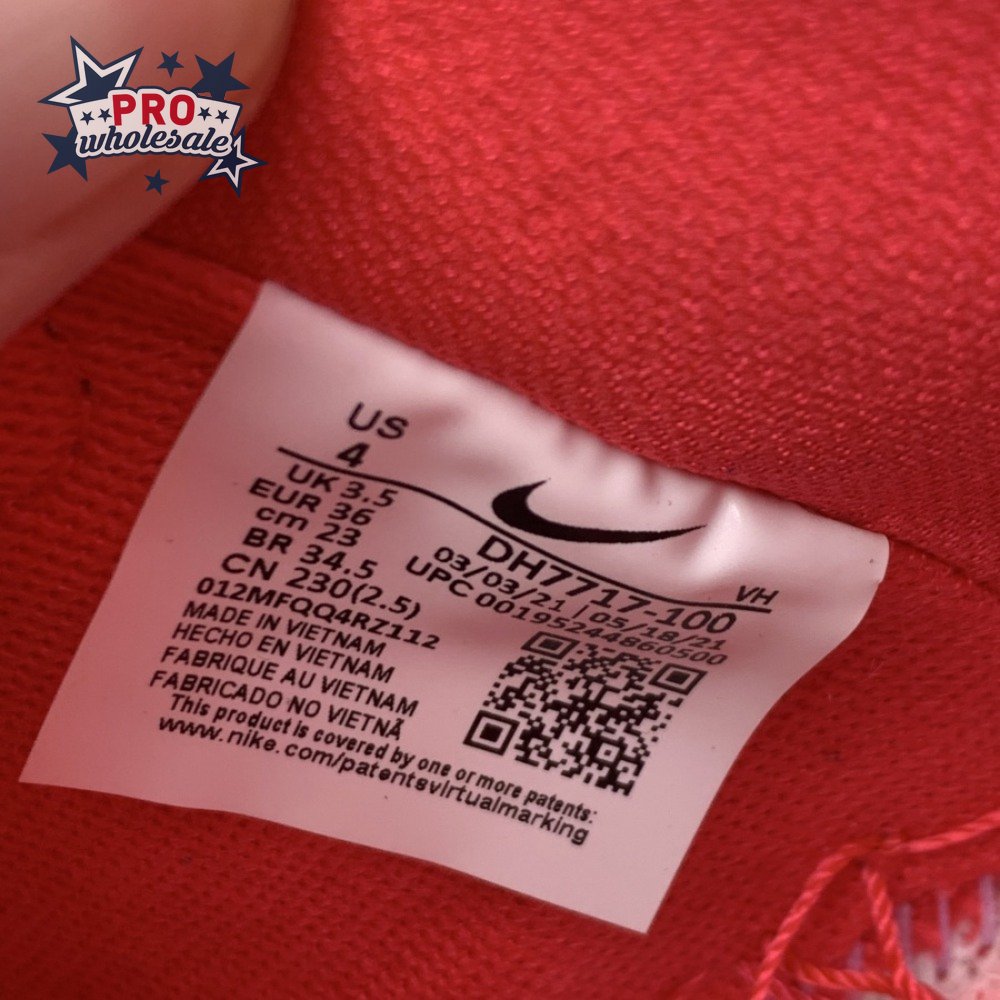 PRO
wholesale
US
4
UK 3.5
EUR 36
cm 23
BR 34.5
CN 230(2.5)
012MFQQ4RZ112
MADE IN VIETNAM
HECHO EN VIETNAM
FABRIQUE AU VIETNAM
FABRICADO NO VIETNÃ
This product is covered by one or more patents:
www.nike.com/patentsvirtualmarking
VH
DH7717-100
03/03/21 / 05/18/21
UPC 00195244860500